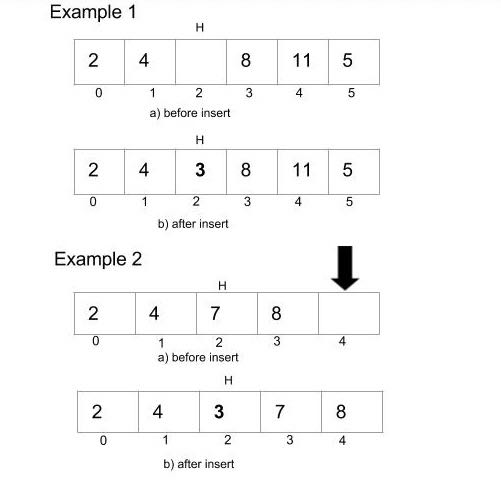 Example 1
H
2 4 8 11 5
0 1 2 3 4 5
a) before insert
H
2 4 3 8 11 5
0 1 2 3 4 5
b) after insert
Example 2
H
2 4 7 8
0 1 2 3 4
a) before insert
H
2 4 3 7 8
0 1 2 3 4
b) after insert